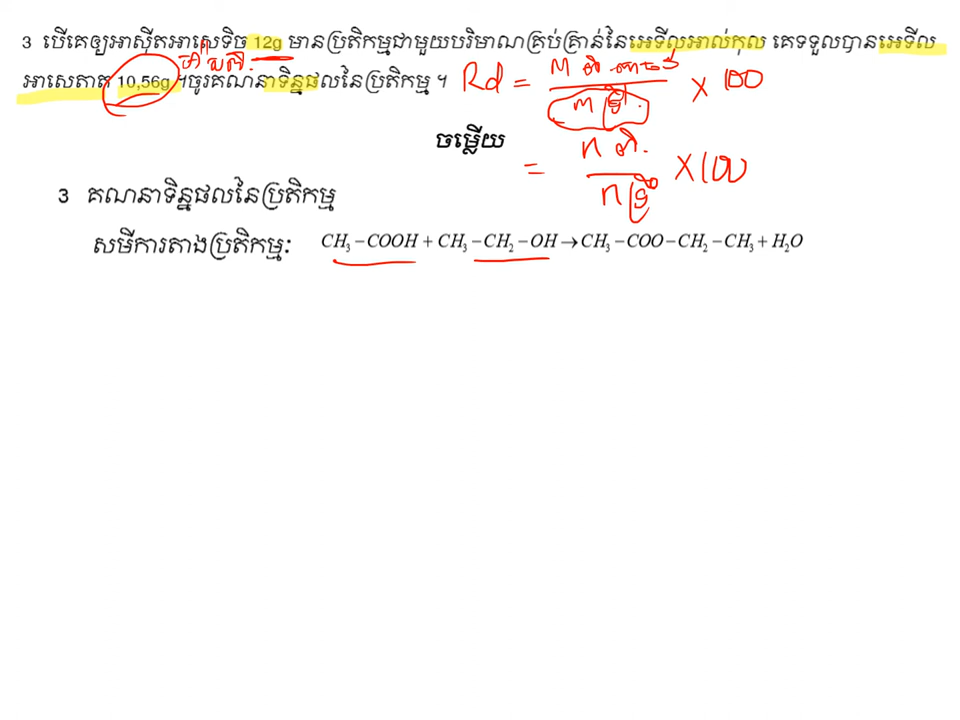 3 បើគេឲ្យអាស៊ីតអាសេទិច 12g មានប្រតិកម្មជាមួយបរិមាណគ្រប់គ្រាន់នៃអេទីលអាល់កុល គេទទួលបានអេទីល
អាសេតាត 10,56g ។ចូរគណនាទិន្នផលនៃប្រតិកម្ម ។
Rd = m / m ទ្រឹ. × 100
ចម្លើយ
= n ពិ. / n ទ្រឹ × 100
3 គណនាទិន្នផលនៃប្រតិកម្ម
សមីការតាងប្រតិកម្ម: CH₃ –COOH + CH₃ –CH₂ –OH → CH₃ –COO –CH₂ –CH₃ + H₂O